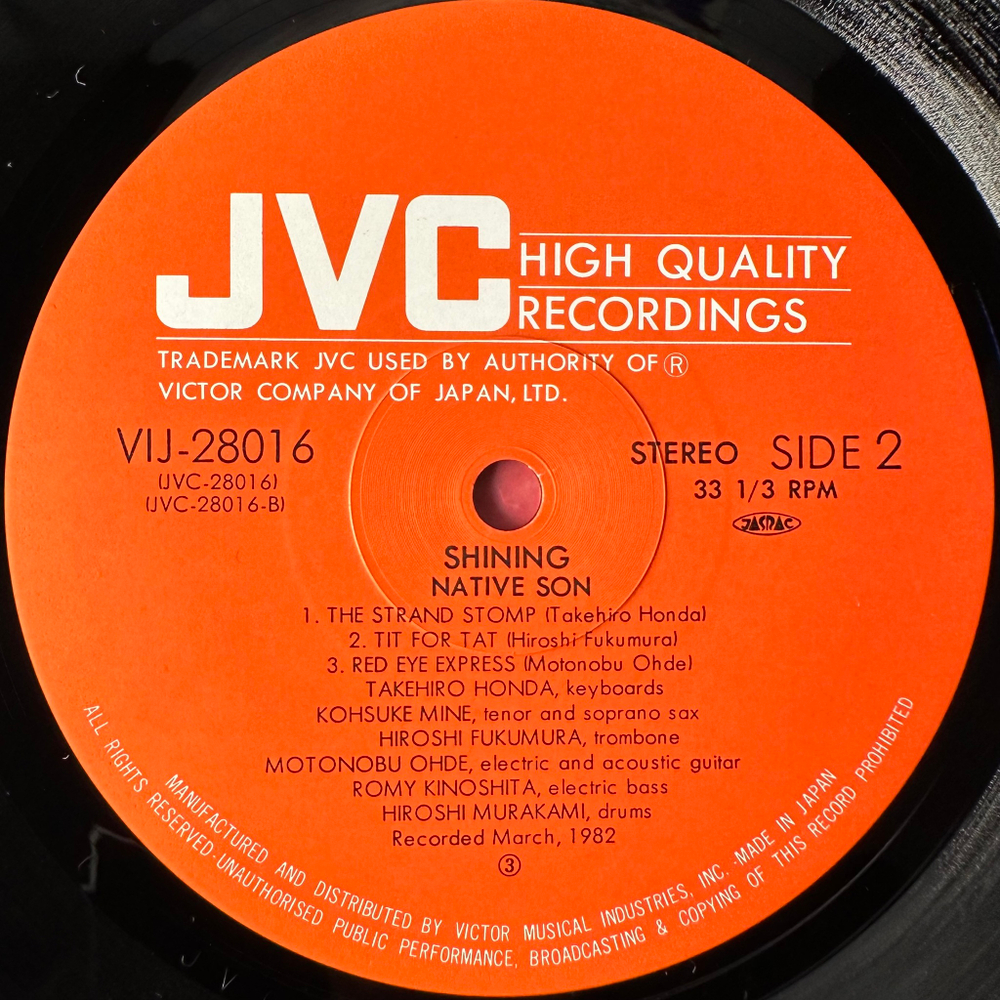 JVC HIGH QUALITY
RECORDINGS
TRADEMARK JVC USED BY AUTHORITY OF ®
VICTOR COMPANY OF JAPAN, LTD.
VIJ-28016
(JVC-28016)
(JVC-28016-B)
STEREO SIDE 2
33 1/3 RPM
JASRAC
SHINING
NATIVE SON
1. THE STRAND STOMP (Takehiro Honda)
2. TIT FOR TAT (Hiroshi Fukumura)
3. RED EYE EXPRESS (Motonobu Ohde)
TAKEHIRO HONDA, keyboards
KOHSUKE MINE, tenor and soprano sax
HIROSHI FUKUMURA, trombone
MOTONOBU OHDE, electric and acoustic guitar
ROMY KINOSHITA, electric bass
HIROSHI MURAKAMI, drums
Recorded March, 1982
③
MANUFACTURED AND DISTRIBUTED BY VICTOR MUSICAL INDUSTRIES, INC. ·MADE IN JAPAN
ALL RIGHTS RESERVED·UNAUTHORISED PUBLIC PERFORMANCE, BROADCASTING & COPYING OF THIS RECORD PROHIBITED